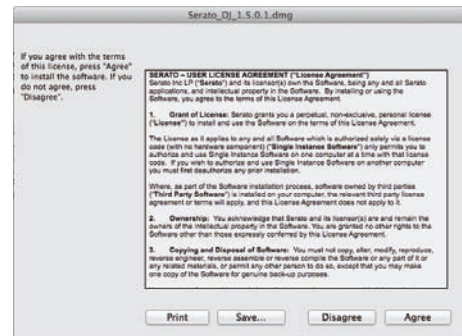 Serato_DJ_1.5.0.1.dmg
If you agree with the terms
of this license, press "Agree"
to install the software. If you
do not agree, press
"Disagree".
SERATO – USER LICENSE AGREEMENT ("License Agreement")
Serato Inc LP ("Serato") and its licensor(s) own the Software, being any and all Serato
applications, and intellectual property in the Software. By installing or using the
Software, you agree to the terms of this License Agreement.
1. Grant of License: Serato grants you a perpetual, non-exclusive, personal license
("License") to install and use the Software on the terms of this License Agreement.
The License as it applies to any and all Software which is authorized solely via a license
code (with no hardware component) ("Single Instance Software") only permits you to
authorize and use Single Instance Software on one computer at a time with that license
code. If you wish to authorize and use Single Instance Software on another computer
you must first deauthorize any prior installation.
Where, as part of the Software installation process, software owned by third parties
("Third Party Software") is installed on your computer, the relevant third party license
agreement or terms will apply, and this License Agreement does not apply to it.
2. Ownership: You acknowledge that Serato and its licensor(s) are and remain the
owners of the intellectual property in the Software. You are granted no other rights to the
Software other than those expressly conferred by this License Agreement.
3. Copying and Disposal of Software: You must not copy, alter, modify, reproduce,
reverse engineer, reverse assemble or reverse compile the Software or any part of it or
any related materials, or permit any other person to do so, except that you may make
one copy of the Software for genuine back-up purposes.
Print Save... Disagree Agree